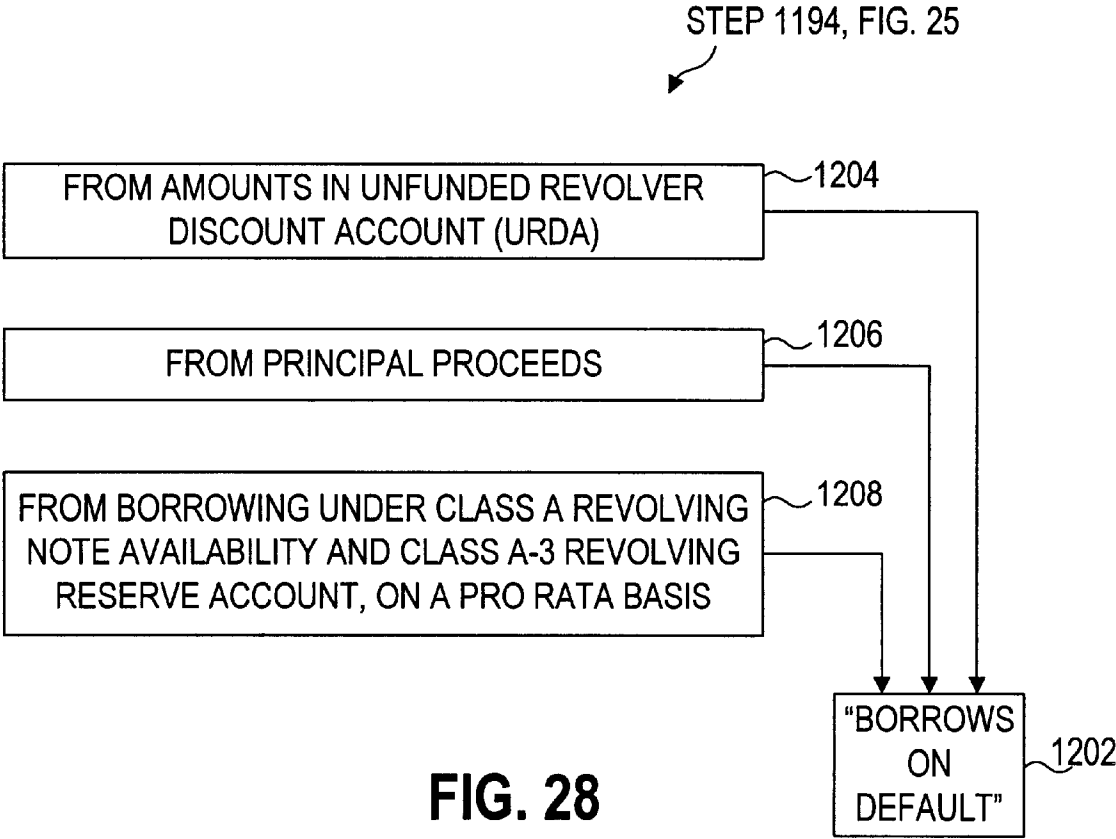 STEP 1194, FIG. 25
FROM AMOUNTS IN UNFUNDED REVOLVER
DISCOUNT ACCOUNT (URDA)
1204
FROM PRINCIPAL PROCEEDS
1206
FROM BORROWING UNDER CLASS A REVOLVING
NOTE AVAILABILITY AND CLASS A-3 REVOLVING
RESERVE ACCOUNT, ON A PRO RATA BASIS
1208
"BORROWS
ON
DEFAULT"
1202
FIG. 28